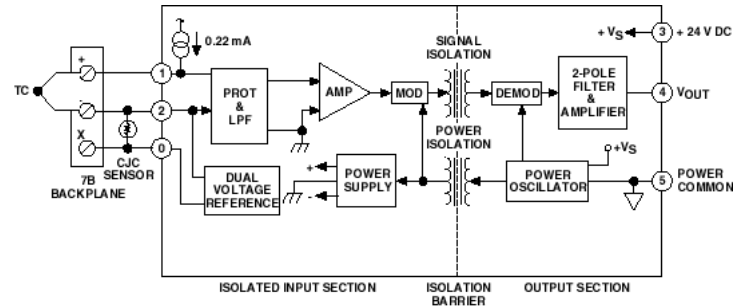 0.22 mA
SIGNAL
ISOLATION
+ VS
3
+ 24 V DC
TC
+
1
PROT
&
LPF
AMP
MOD
DEMOD
2-POLE
FILTER
&
AMPLIFIER
4
VOUT
-
2
X
0
CJC
SENSOR
7B
BACKPLANE
DUAL
VOLTAGE
REFERENCE
+
-
POWER
SUPPLY
POWER
ISOLATION
+VS
POWER
OSCILLATOR
5
POWER
COMMON
ISOLATED INPUT SECTION
ISOLATION
BARRIER
OUTPUT SECTION